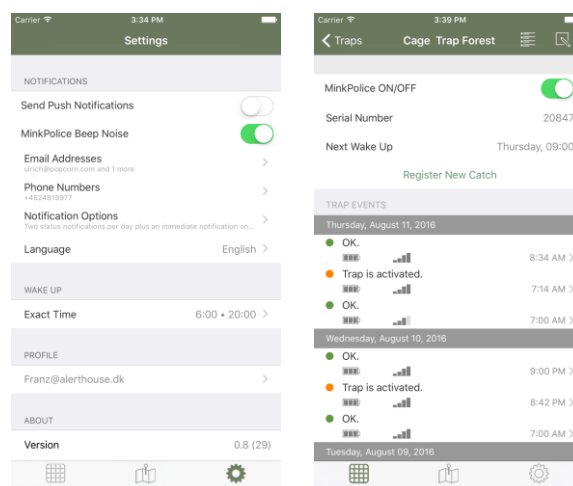 Carrier 3:34 PM
Settings
NOTIFICATIONS
Send Push Notifications
MinkPolice Beep Noise
Email Addresses
ulrich@popcorn.com and 1 more
Phone Numbers
+4524819977
Notification Options
Two status notifications per day plus an immediate notification on...
Language English
WAKE UP
Exact Time 6:00 • 20:00
PROFILE
Franz@alerthouse.dk
ABOUT
Version 0.8 (29)
Carrier 3:39 PM
Traps Cage Trap Forest
MinkPolice ON/OFF
Serial Number 20847
Next Wake Up Thursday, 09:00
Register New Catch
TRAP EVENTS
Thursday, August 11, 2016
OK.
8:34 AM
Trap is activated.
7:14 AM
OK.
7:00 AM
Wednesday, August 10, 2016
OK.
9:00 PM
Trap is activated.
8:42 PM
OK.
7:00 AM
Tuesday, August 09, 2016